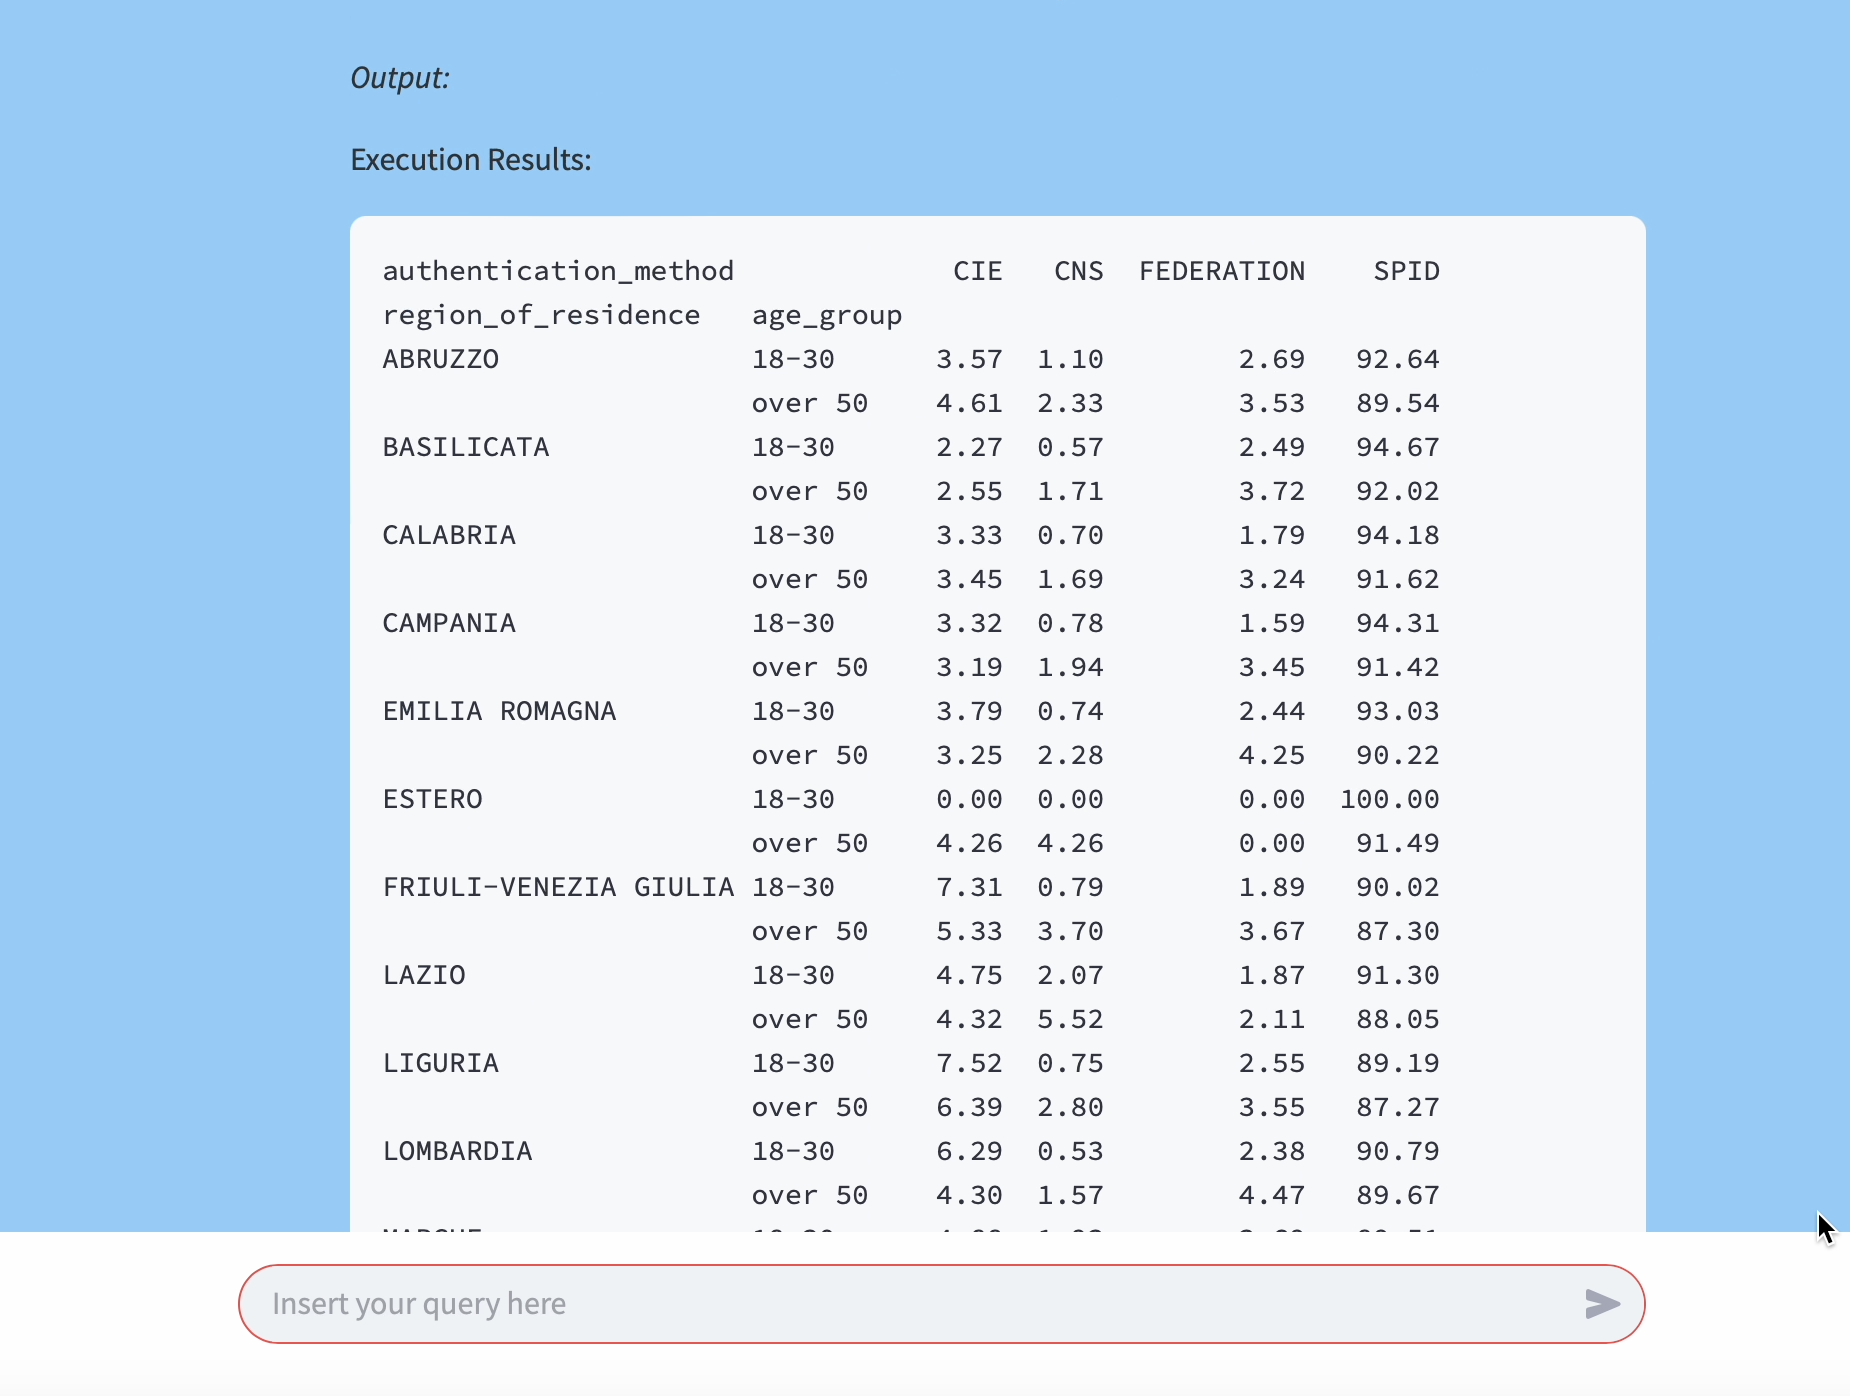 Output:
Execution Results:
authentication_method CIE CNS FEDERATION SPID
region_of_residence age_group
ABRUZZO 18-30 3.57 1.10 2.69 92.64
over 50 4.61 2.33 3.53 89.54
BASILICATA 18-30 2.27 0.57 2.49 94.67
over 50 2.55 1.71 3.72 92.02
CALABRIA 18-30 3.33 0.70 1.79 94.18
over 50 3.45 1.69 3.24 91.62
CAMPANIA 18-30 3.32 0.78 1.59 94.31
over 50 3.19 1.94 3.45 91.42
EMILIA ROMAGNA 18-30 3.79 0.74 2.44 93.03
over 50 3.25 2.28 4.25 90.22
ESTERO 18-30 0.00 0.00 0.00 100.00
over 50 4.26 4.26 0.00 91.49
FRIULI-VENEZIA GIULIA 18-30 7.31 0.79 1.89 90.02
over 50 5.33 3.70 3.67 87.30
LAZIO 18-30 4.75 2.07 1.87 91.30
over 50 4.32 5.52 2.11 88.05
LIGURIA 18-30 7.52 0.75 2.55 89.19
over 50 6.39 2.80 3.55 87.27
LOMBARDIA 18-30 6.29 0.53 2.38 90.79
over 50 4.30 1.57 4.47 89.67
Insert your query here